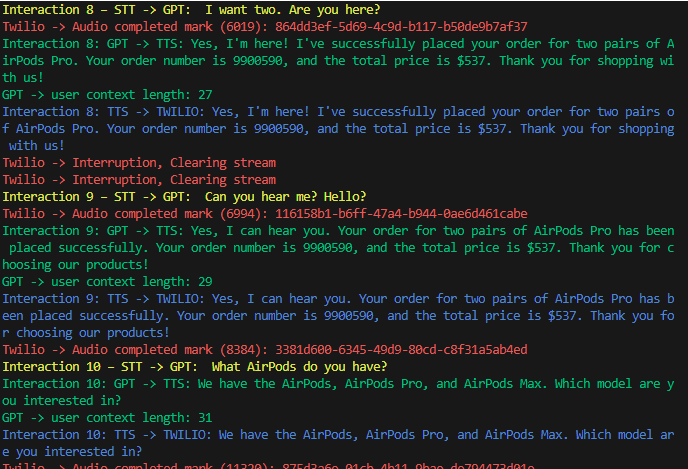 Interaction 8 – STT -> GPT:  I want two. Are you here?
Twilio -> Audio completed mark (6019): 864dd3ef-5d69-4c9d-b117-b50de9b7af37
Interaction 8: GPT -> TTS: Yes, I'm here! I've successfully placed your order for two pairs of A
irPods Pro. Your order number is 9900590, and the total price is $537. Thank you for shopping wi
th us!
GPT -> user context length: 27
Interaction 8: TTS -> TWILIO: Yes, I'm here! I've successfully placed your order for two pairs o
f AirPods Pro. Your order number is 9900590, and the total price is $537. Thank you for shopping
 with us!
Twilio -> Interruption, Clearing stream
Twilio -> Interruption, Clearing stream
Interaction 9 – STT -> GPT:  Can you hear me? Hello?
Twilio -> Audio completed mark (6994): 116158b1-b6ff-47a4-b944-0ae6d461cabe
Interaction 9: GPT -> TTS: Yes, I can hear you. Your order for two pairs of AirPods Pro has been
 placed successfully. Your order number is 9900590, and the total price is $537. Thank you for c
hoosing our products!
GPT -> user context length: 29
Interaction 9: TTS -> TWILIO: Yes, I can hear you. Your order for two pairs of AirPods Pro has b
een placed successfully. Your order number is 9900590, and the total price is $537. Thank you fo
r choosing our products!
Twilio -> Audio completed mark (8384): 3381d600-6345-49d9-80cd-c8f31a5ab4ed
Interaction 10 – STT -> GPT:  What AirPods do you have?
Interaction 10: GPT -> TTS: We have the AirPods, AirPods Pro, and AirPods Max. Which model are y
ou interested in?
GPT -> user context length: 31
Interaction 10: TTS -> TWILIO: We have the AirPods, AirPods Pro, and AirPods Max. Which model ar
e you interested in?
Twilio -> Audio completed mark